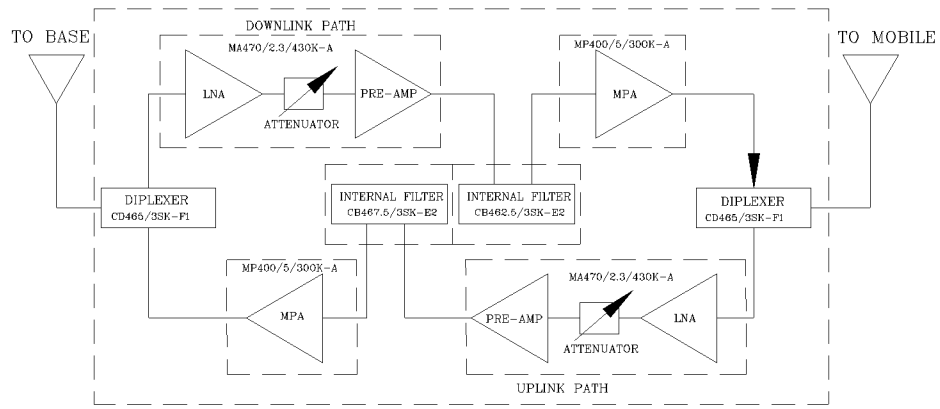 DOWNLINK PATH
TO BASE
TO MOBILE
MA470/2.3/430K-A
MP400/5/300K-A
LNA
ATTENUATOR
PRE-AMP
MPA
DIPLEXER
CD465/3SK-F1
INTERNAL FILTER
CB467.5/3SK-E2
INTERNAL FILTER
CB462.5/3SK-E2
DIPLEXER
CD465/3SK-F1
MP400/5/300K-A
MA470/2.3/430K-A
MPA
PRE-AMP
ATTENUATOR
LNA
UPLINK PATH